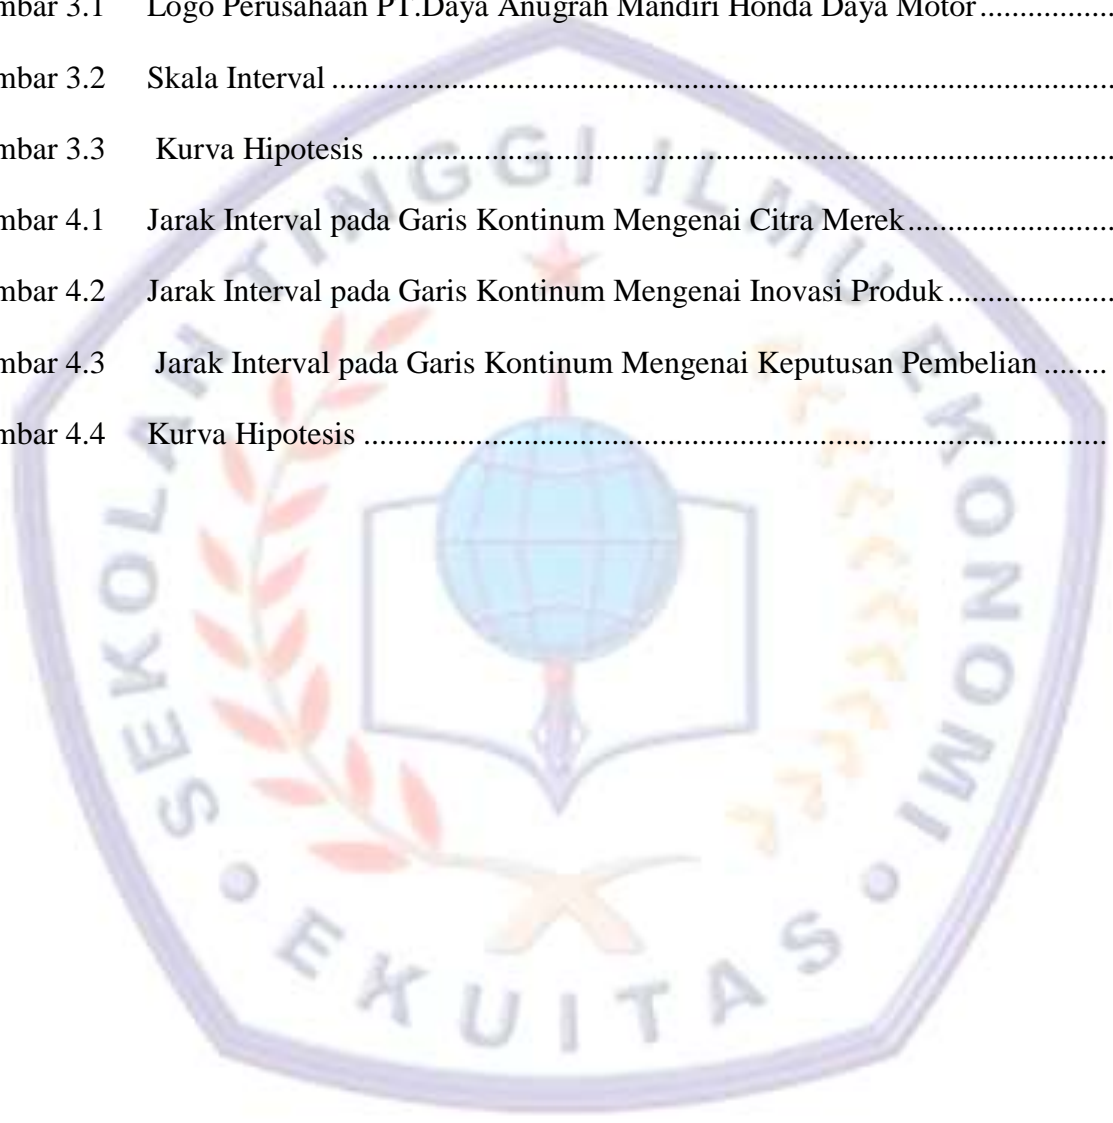 mbar 3.1 Logo Perusahaan PT.Daya Anugrah Mandiri Honda Daya Motor.................
mbar 3.2 Skala Interval .................................................................................................
mbar 3.3 Kurva Hipotesis ............................................................................................
mbar 4.1 Jarak Interval pada Garis Kontinum Mengenai Citra Merek..........................
mbar 4.2 Jarak Interval pada Garis Kontinum Mengenai Inovasi Produk.....................
mbar 4.3 Jarak Interval pada Garis Kontinum Mengenai Keputusan Pembelian ........
mbar 4.4 Kurva Hipotesis ............................................................................................
SEKOLAH TINGGI ILMU EKONOMI
EKUITAS